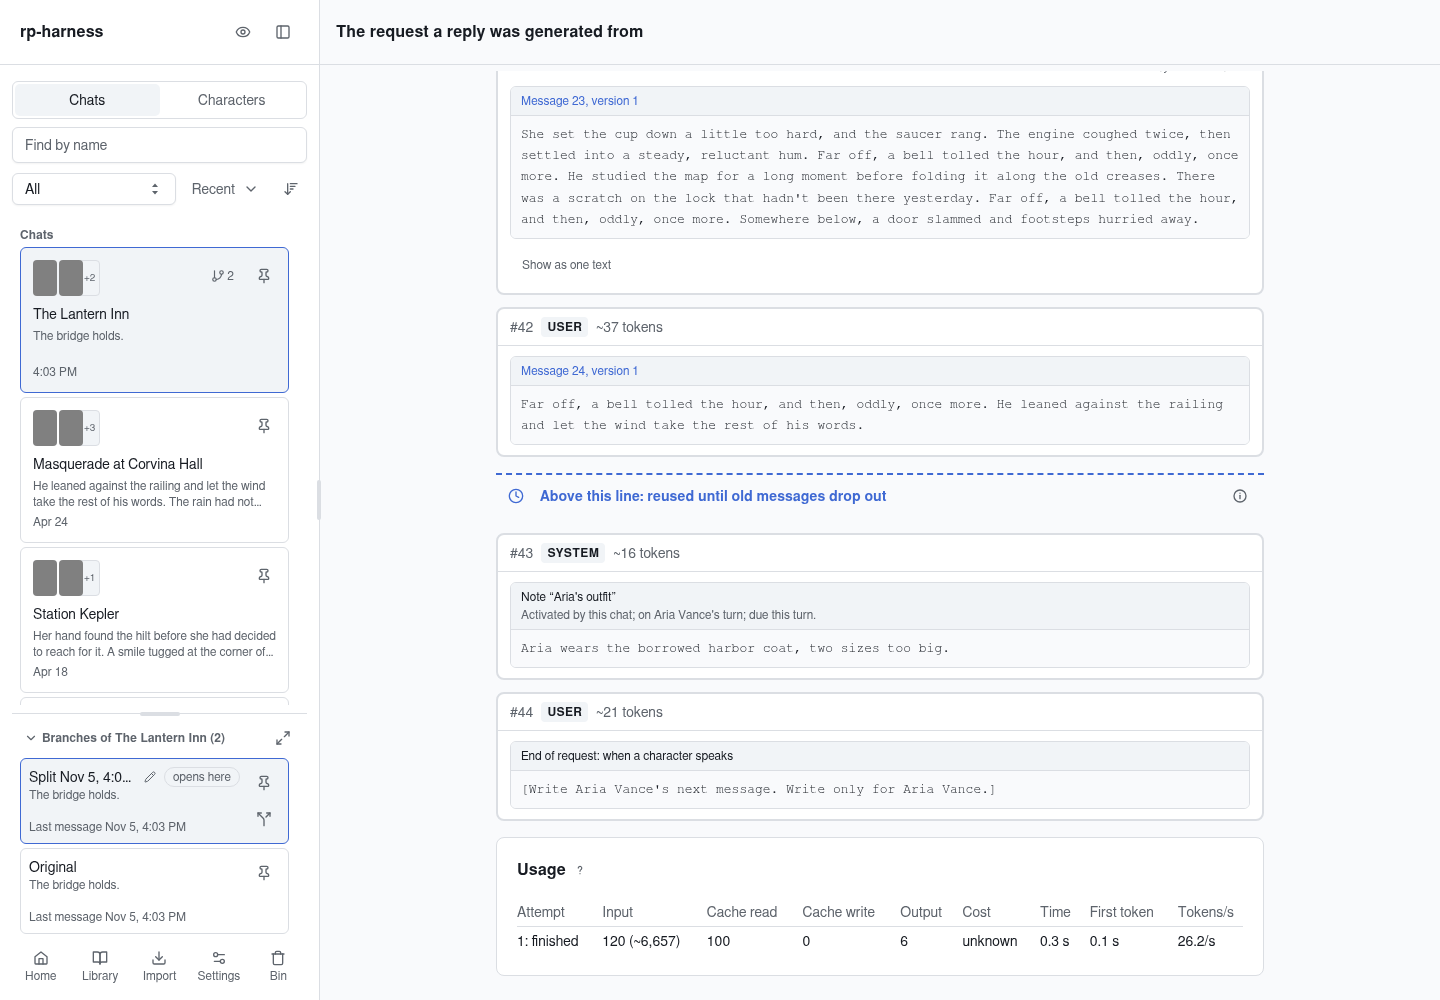 rp-harness
The request a reply was generated from
Chats
Characters
Find by name
All
Recent
Chats
+2
2
The Lantern Inn
The bridge holds.
4:03 PM
+3
Masquerade at Corvina Hall
He leaned against the railing and let the wind
take the rest of his words. The rain had not…
Apr 24
+1
Station Kepler
Her hand found the hilt before she had decided
to reach for it. A smile tugged at the corner of…
Apr 18
Branches of The Lantern Inn (2)
Split Nov 5, 4:0…
opens here
The bridge holds.
Last message Nov 5, 4:03 PM
Original
The bridge holds.
Last message Nov 5, 4:03 PM
Home
Library
Import
Settings
Bin
Message 23, version 1
She set the cup down a little too hard, and the saucer rang. The engine coughed twice, then
settled into a steady, reluctant hum. Far off, a bell tolled the hour, and then, oddly, once
more. He studied the map for a long moment before folding it along the old creases. There
was a scratch on the lock that hadn't been there yesterday. Far off, a bell tolled the hour,
and then, oddly, once more. Somewhere below, a door slammed and footsteps hurried away.
Show as one text
#42 USER ~37 tokens
Message 24, version 1
Far off, a bell tolled the hour, and then, oddly, once more. He leaned against the railing
and let the wind take the rest of his words.
Above this line: reused until old messages drop out
#43 SYSTEM ~16 tokens
Note “Aria's outfit”
Activated by this chat; on Aria Vance's turn; due this turn.
Aria wears the borrowed harbor coat, two sizes too big.
#44 USER ~21 tokens
End of request: when a character speaks
[Write Aria Vance's next message. Write only for Aria Vance.]
Usage ?
Attempt Input Cache read Cache write Output Cost Time First token Tokens/s
1: finished 120 (~6,657) 100 0 6 unknown 0.3 s 0.1 s 26.2/s